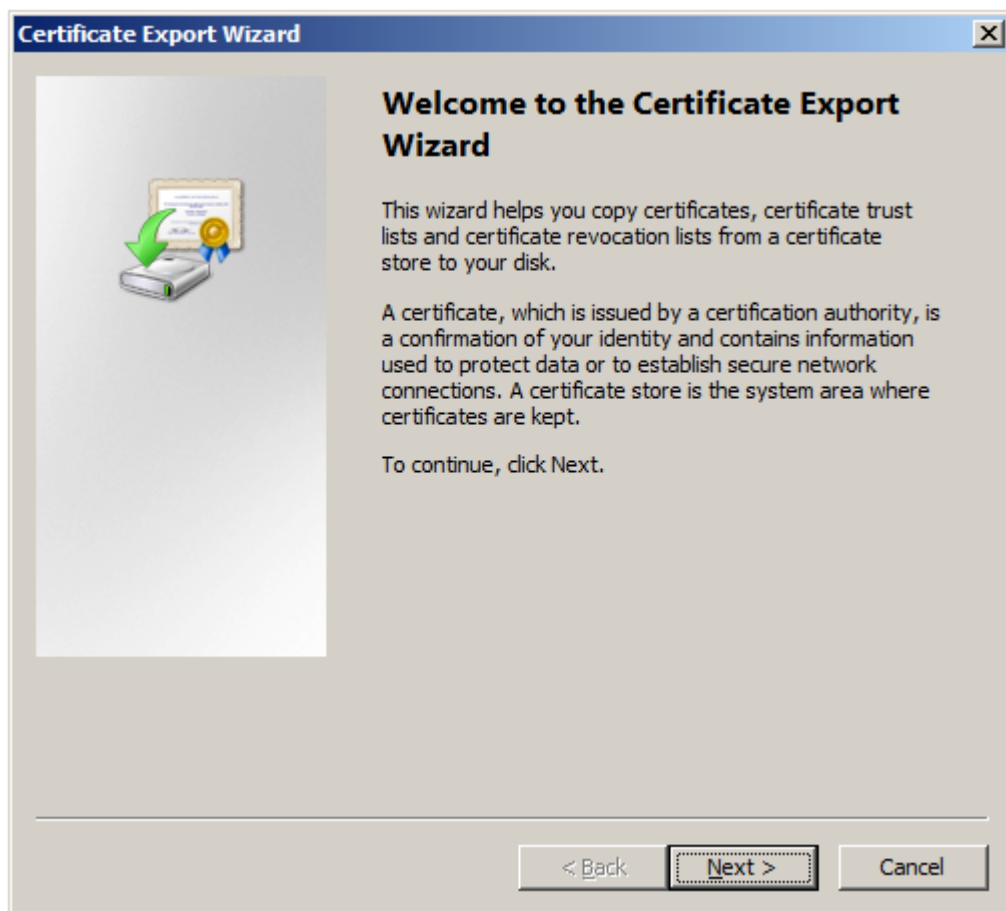 Certificate Export Wizard
Welcome to the Certificate Export
Wizard
This wizard helps you copy certificates, certificate trust
lists and certificate revocation lists from a certificate
store to your disk.
A certificate, which is issued by a certification authority, is
a confirmation of your identity and contains information
used to protect data or to establish secure network
connections. A certificate store is the system area where
certificates are kept.
To continue, click Next.
< Back
Next >
Cancel